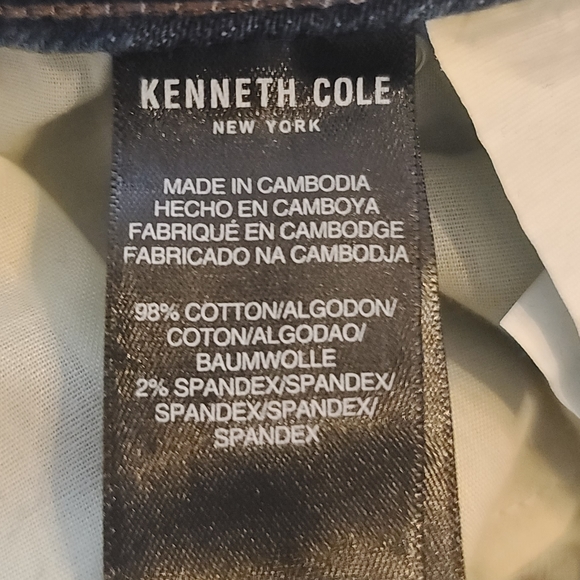 KENNETH COLE
NEW YORK
MADE IN CAMBODIA
HECHO EN CAMBOYA
FABRIQUÉ EN CAMBODGE
FABRICADO NA CAMBODJA
98% COTTON/ALGODON/
COTON/ALGODAO/
BAUMWOLLE
2% SPANDEX/SPANDEX/
SPANDEX/SPANDEX/
SPANDEX